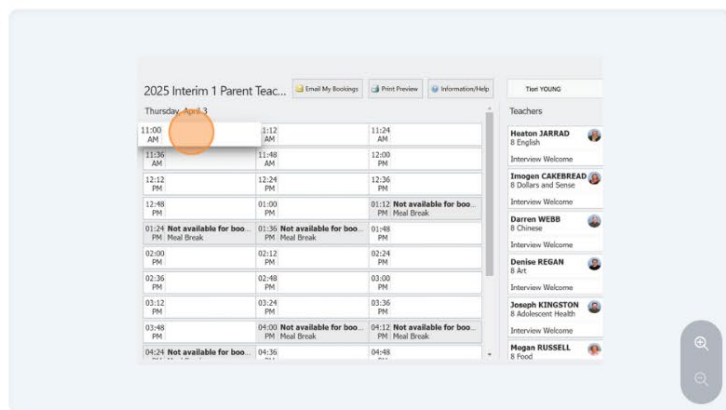 2025 Interim 1 Parent Teac... Email My Bookings Print Preview Information/Help Tiset YOUNG
Thursday, April 3
Teachers
11:00 AM 1:12 AM 11:24 AM
11:36 AM 11:48 AM 12:00 PM
12:12 PM 12:24 PM 12:36 PM
12:48 PM 01:00 PM 01:12 PM Not available for boo... Meal Break
01:24 PM Not available for boo... Meal Break 01:36 PM Not available for boo... Meal Break 01:48 PM
02:00 PM 02:12 PM 02:24 PM
02:36 PM 02:48 PM 03:00 PM
03:12 PM 03:24 PM 03:36 PM
03:48 PM 04:00 PM Not available for boo... Meal Break 04:12 PM Not available for boo... Meal Break
04:24 Not available for boo... 04:36 04:48
Heaton JARRAD
8 English
Interview Welcome
Imogen CAKEBREAD
8 Dollars and Sense
Interview Welcome
Darren WEBB
8 Chinese
Interview Welcome
Denise REGAN
8 Art
Interview Welcome
Joseph KINGSTON
8 Adolescent Health
Interview Welcome
Megan RUSSELL
8 Food